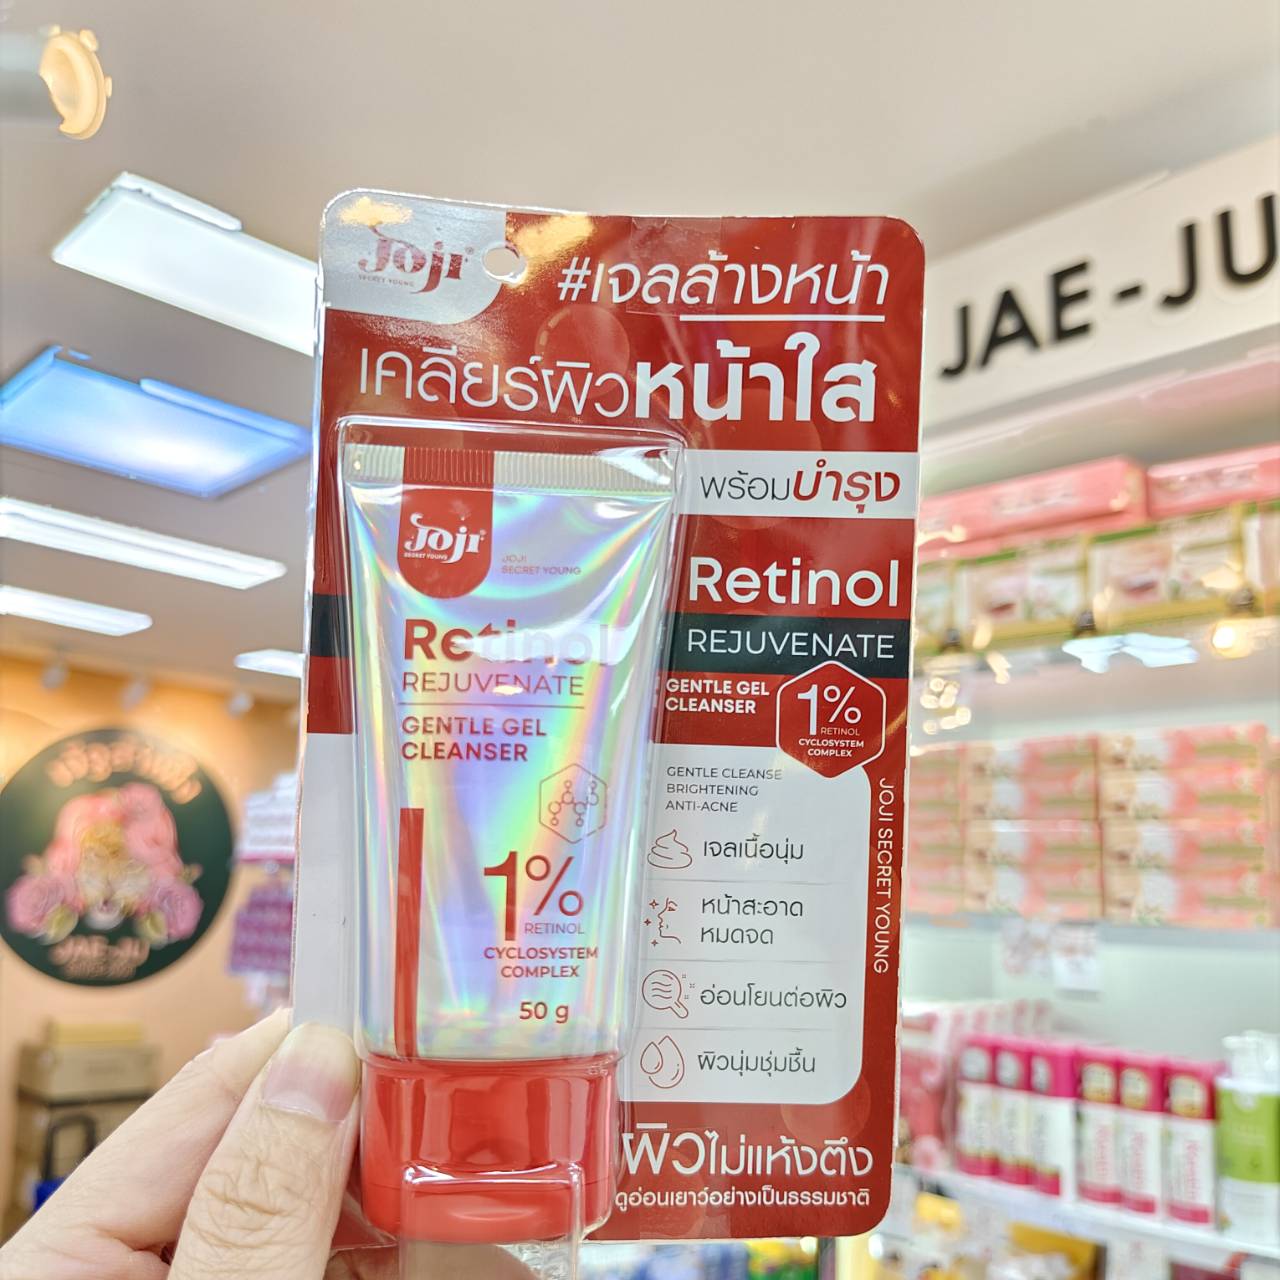 Joji
SECRET YOUNG
#เจลล้างหน้า
เคลียร์ผิวหน้าใส
พร้อมบำรุง
Retinol
REJUVENATE
GENTLE GEL
CLEANSER
1%
RETINOL
CYCLOSYSTEM
COMPLEX
GENTLE CLEANSE
BRIGHTENING
ANTI-ACNE
เจลเนื้อนุ่ม
หน้าสะอาด
หมดจด
อ่อนโยนต่อผิว
ผิวนุ่มชุ่มชื้น
JOJI SECRET YOUNG
ผิวไม่แห้งตึง
ดูอ่อนเยาว์อย่างเป็นธรรมชาติ
Joji
SECRET YOUNG
JOJI
SECRET YOUNG
Retinol
REJUVENATE
GENTLE GEL
CLEANSER
1%
RETINOL
CYCLOSYSTEM
COMPLEX
50 g
JAE-JU
JAE-JU